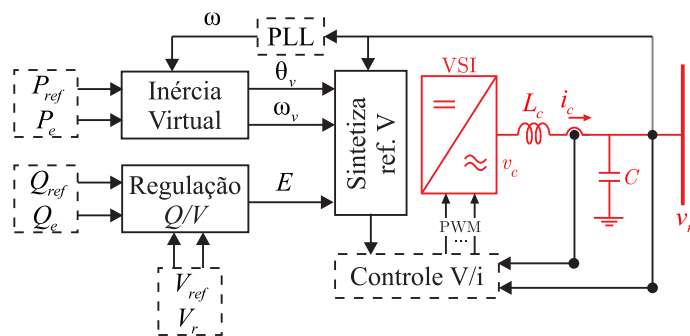 ω
PLL
VSI
P_ref
P_e
Inércia
Virtual
θ_v
ω_v
Sintetiza
ref. V
=
≈
L_c
i_c
v_c
C
Q_ref
Q_e
Regulação
Q/V
E
PWM
...
Controle V/i
V_ref
V_r